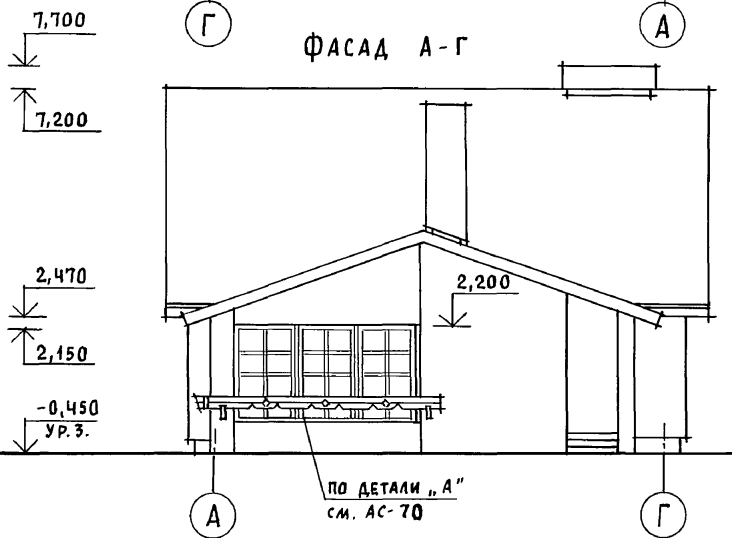 7,700
Г
А
ФАСАД А-Г
7,200
2,470
2,200
2,150
-0,450
УР.З.
ПО ДЕТАЛИ „А"
СМ. АС-70
А
Г